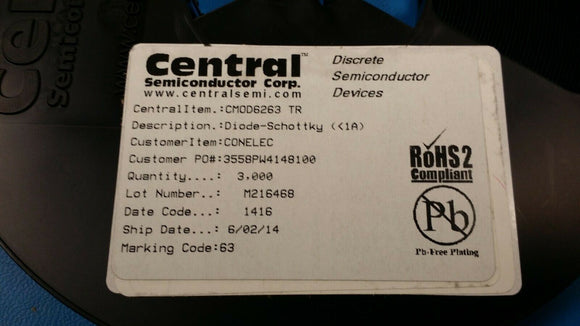 Central™
Semiconductor Corp.
www.centralsemi.com
Discrete
Semiconductor
Devices
CentralItem.:CMOD6263 TR
Description.:Diode-Schottky (<1A)
CustomerItem:CONELEC
Customer PO#:3558PW4148100
Quantity....: 3,000
Lot Number..: M216468
Date Code...: 1416
Ship Date...: 6/02/14
Marking Code:63
RoHS2
Compliant
Pb
Pb-Free Plating